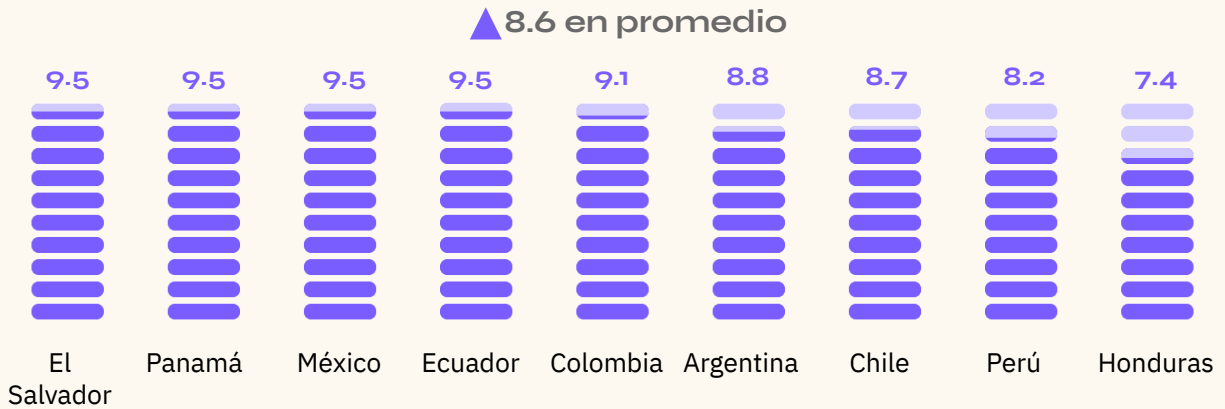 8.6 en promedio
9.5
9.5
9.5
9.5
9.1
8.8
8.7
8.2
7.4
El
Salvador
Panamá
México
Ecuador
Colombia
Argentina
Chile
Perú
Honduras